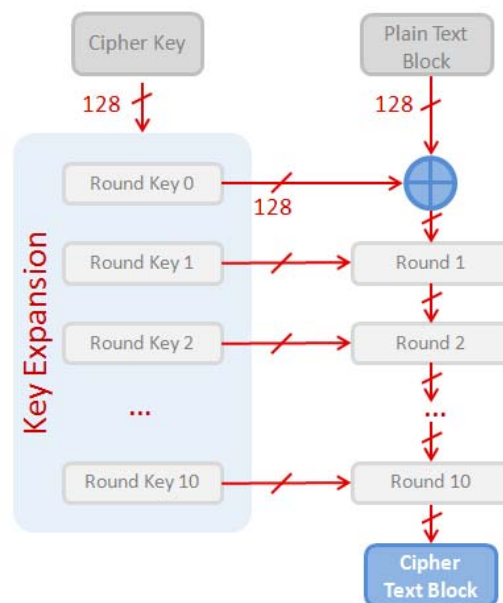 Cipher Key
Plain Text
Block
128
128
Key Expansion
Round Key 0
128
Round Key 1
Round 1
Round Key 2
Round 2
...
...
Round Key 10
Round 10
Cipher
Text Block